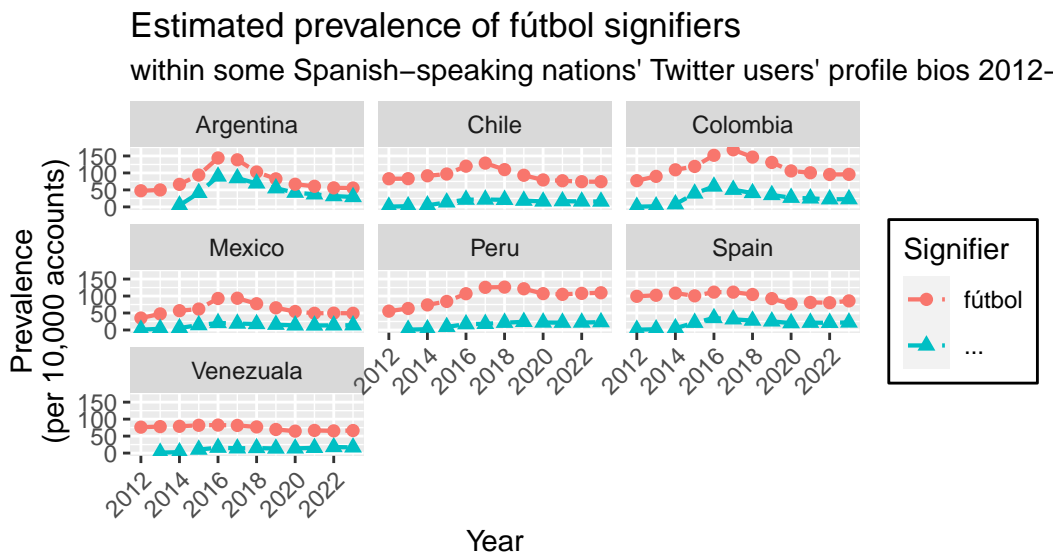 Estimated prevalence of fútbol signifiers
within some Spanish−speaking nations' Twitter users' profile bios 2012−
Argentina
Chile
Colombia
150
100
50
0
Mexico
Peru
Spain
150
100
50
0
2012
2014
2016
2018
2020
2022
2012
2014
2016
2018
2020
2022
Venezuala
150
100
50
0
2012
2014
2016
2018
2020
2022
Year
Prevalence
(per 10,000 accounts)
Signifier
fútbol
...